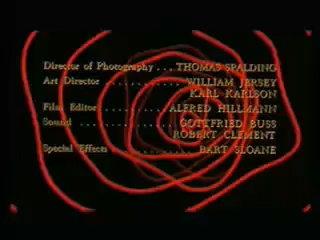 Director of Photography ... THOMAS SPALDING
Art Director ........... WILLIAM JERSEY
KARL KARLSON
Film Editor ........... ALFRED HILLMANN
Sound ............... GOTTFRIED BUSS
ROBERT CLEMENT
Special Effects ............ BART SLOANE